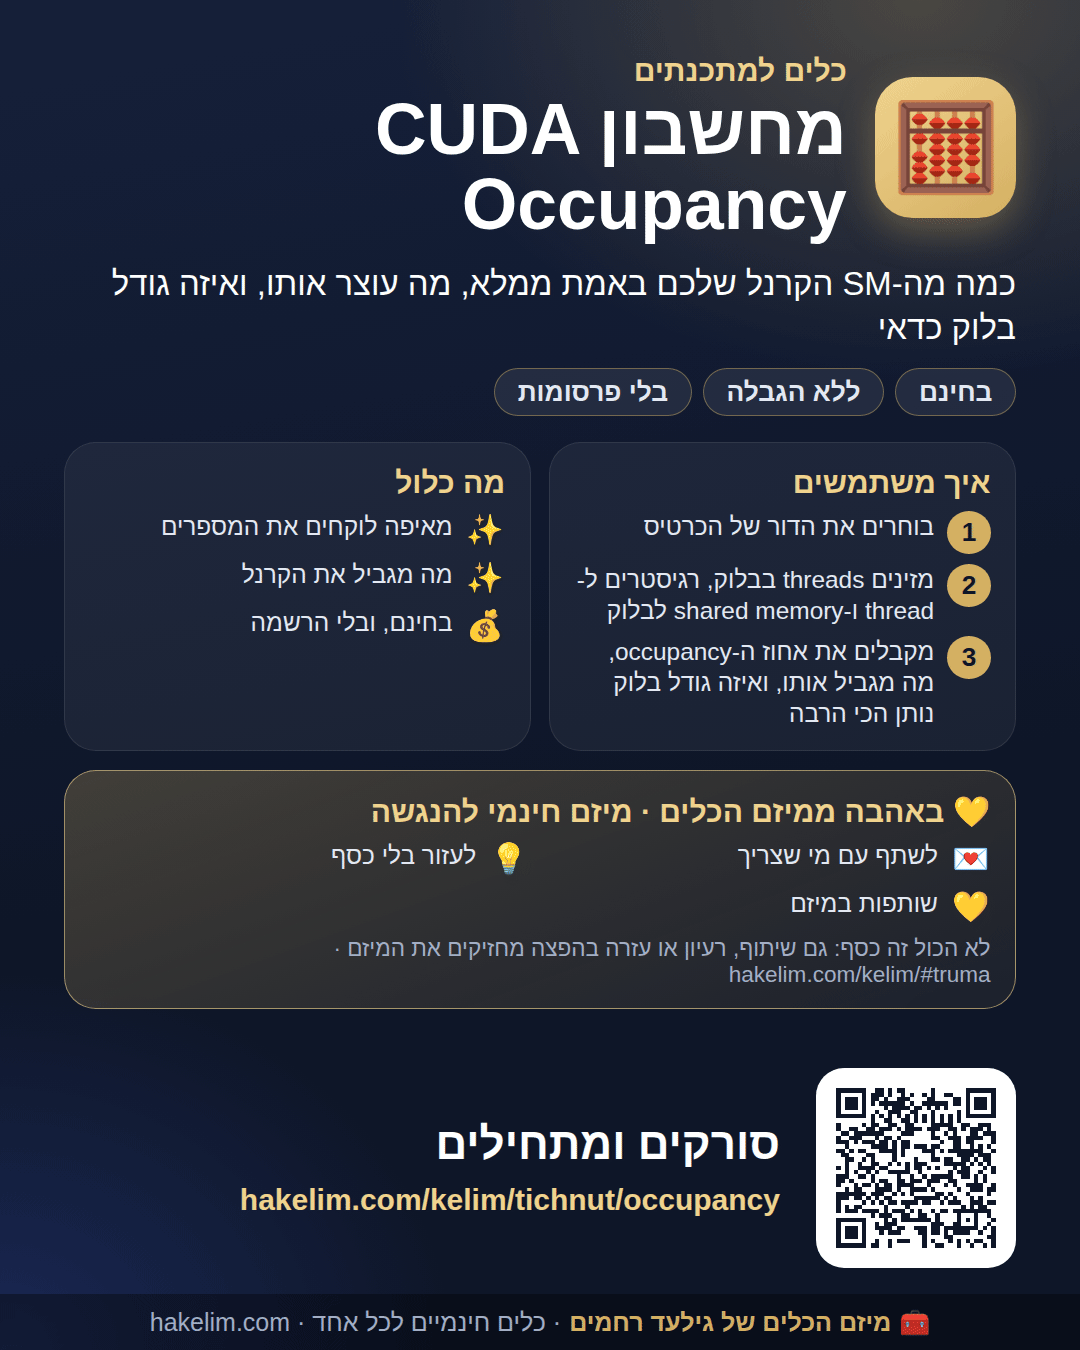 כלים למתכנתים
מחשבון CUDA
Occupancy
כמה מה-SM הקרנל שלכם באמת ממלא, מה עוצר אותו, ואיזה גודל
בלוק כדאי
בחינם
ללא הגבלה
בלי פרסומות
איך משתמשים
1 בוחרים את הדור של הכרטיס
2 מזינים threads בבלוק, רגיסטרים ל-
thread ו-shared memory לבלוק
3 מקבלים את אחוז ה-occupancy,
מה מגביל אותו, ואיזה גודל בלוק
נותן הכי הרבה
מה כלול
מאיפה לוקחים את המספרים
מה מגביל את הקרנל
בחינם, ובלי הרשמה
באהבה ממיזם הכלים · מיזם חינמי להנגשה
לשתף עם מי שצריך
לעזור בלי כסף
שותפות במיזם
לא הכול זה כסף: גם שיתוף, רעיון או עזרה בהפצה מחזיקים את המיזם ·
hakelim.com/kelim/#truma
סורקים ומתחילים
hakelim.com/kelim/tichnut/occupancy
מיזם הכלים של גילעד רחמים · כלים חינמיים לכל אחד · hakelim.com